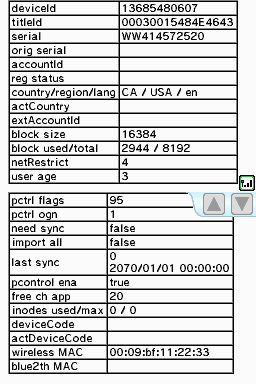 deviceId 13685480607
titleId 00030015484E4643
serial WW414572520
orig serial
accountId
reg status
country/region/lang CA / USA / en
actCountry
extAccountId
block size 16384
block used/total 2944 / 8192
netRestrict 4
user age 3
pctrl flags 95
pctrl ogn 1
need sync false
import all false
last sync 0
2070/01/01 00:00:00
pcontrol ena true
free ch app 20
inodes used/max 0 / 0
deviceCode
actDeviceCode
wireless MAC 00:09:bf:11:22:33
blue2th MAC